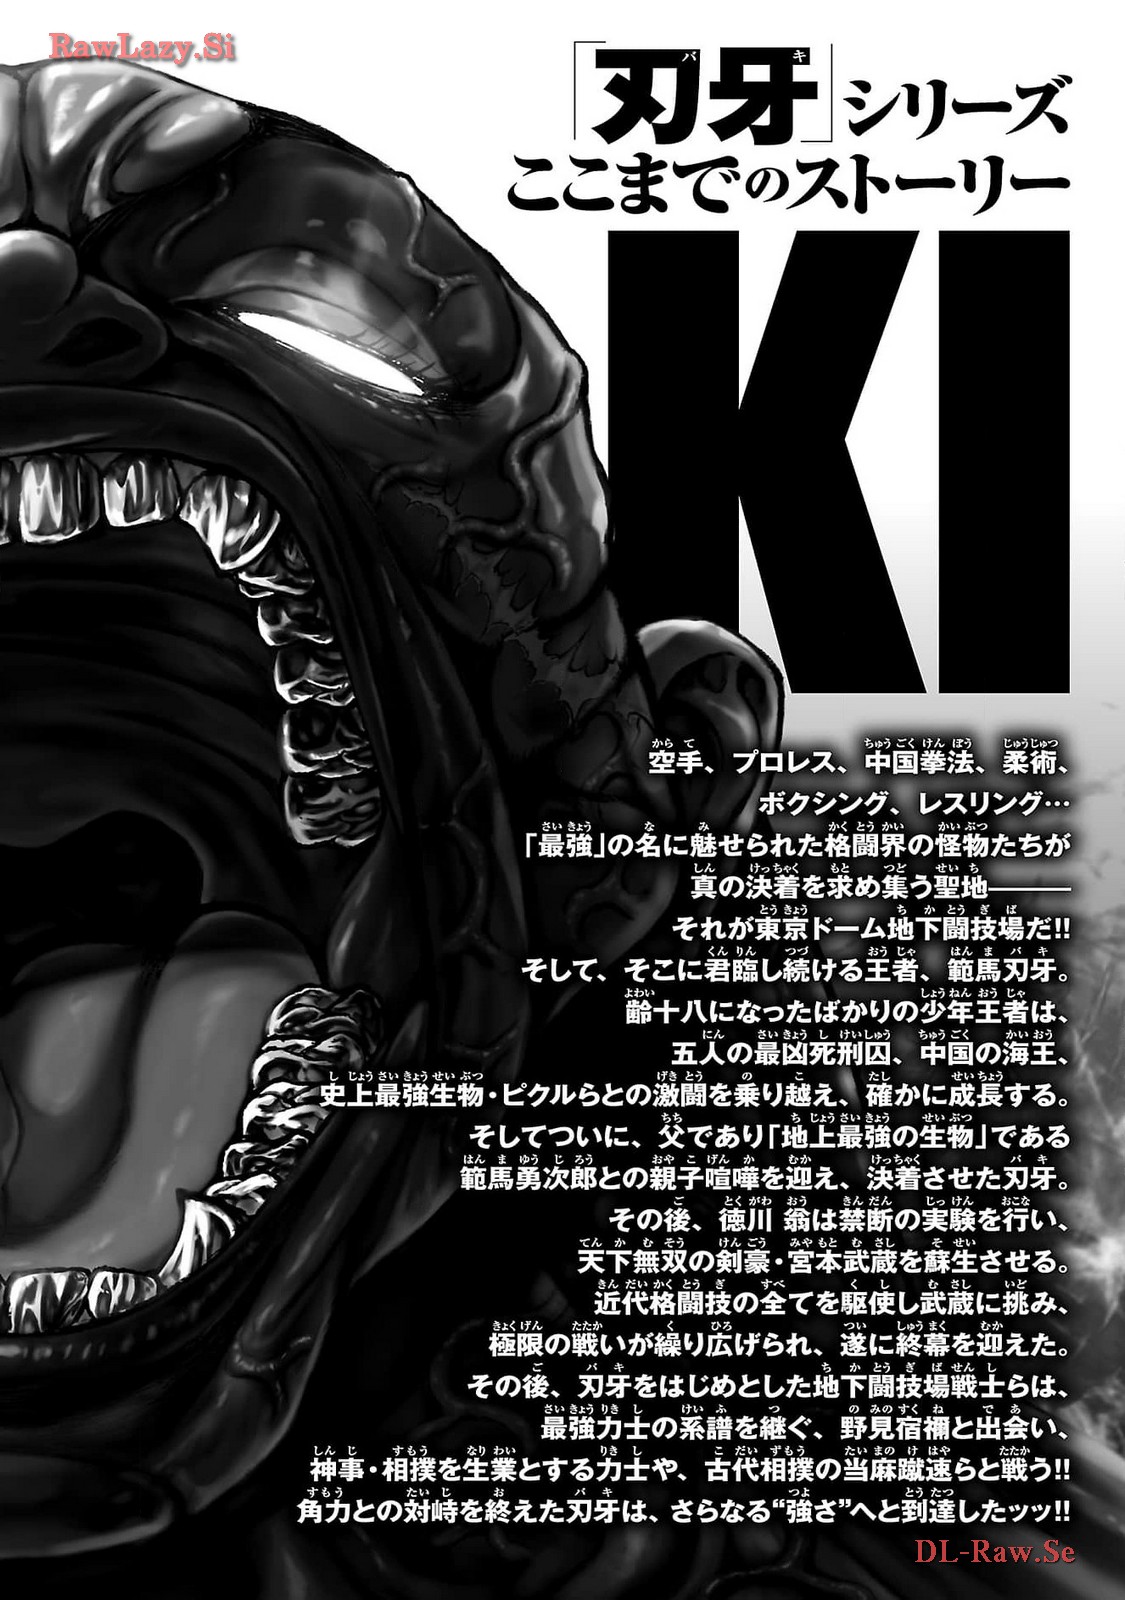 RawLazy.Si
「刃牙」シリーズ
ここまでのストーリー
KI
空手、プロレス、中国拳法、柔術、
ボクシング、レスリング…
「最強」の名に魅せられた格闘界の怪物たちが
真の決着を求め集う聖地―――
それが東京ドーム地下闘技場だ!!
そして、そこに君臨し続ける王者、範馬刃牙。
齢十八になったばかりの少年王者は、
五人の最凶死刑囚、中国の海王、
史上最強生物・ピクルらとの激闘を乗り越え、確かに成長する。
そしてついに、父であり「地上最強の生物」である
範馬勇次郎との親子喧嘩を迎え、決着させた刃牙。
その後、徳川 翁は禁断の実験を行い、
天下無双の剣豪・宮本武蔵を蘇生させる。
近代格闘技の全てを駆使し武蔵に挑み、
極限の戦いが繰り広げられ、遂に終幕を迎えた。
その後、刃牙をはじめとした地下闘技場戦士らは、
最強力士の系譜を継ぐ、野見宿禰と出会い、
神事・相撲を生業とする力士や、古代相撲の当麻蹴速らと戦う!!
角力との対峙を終えた刃牙は、さらなる“強さ”へと到達したッッ!!
DL-Raw.Se